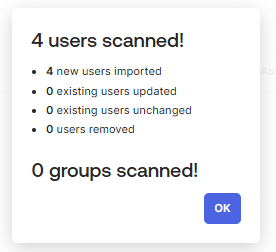 4 users scanned!
4 new users imported
0 existing users updated
0 existing users unchanged
0 users removed
0 groups scanned!
OK